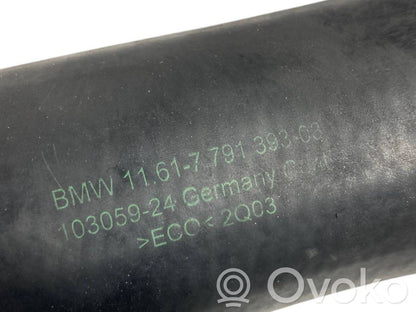 BMW 11.61-7 791 393-03
103059-24 Germany
>ECO< 2Q03
Ovoko